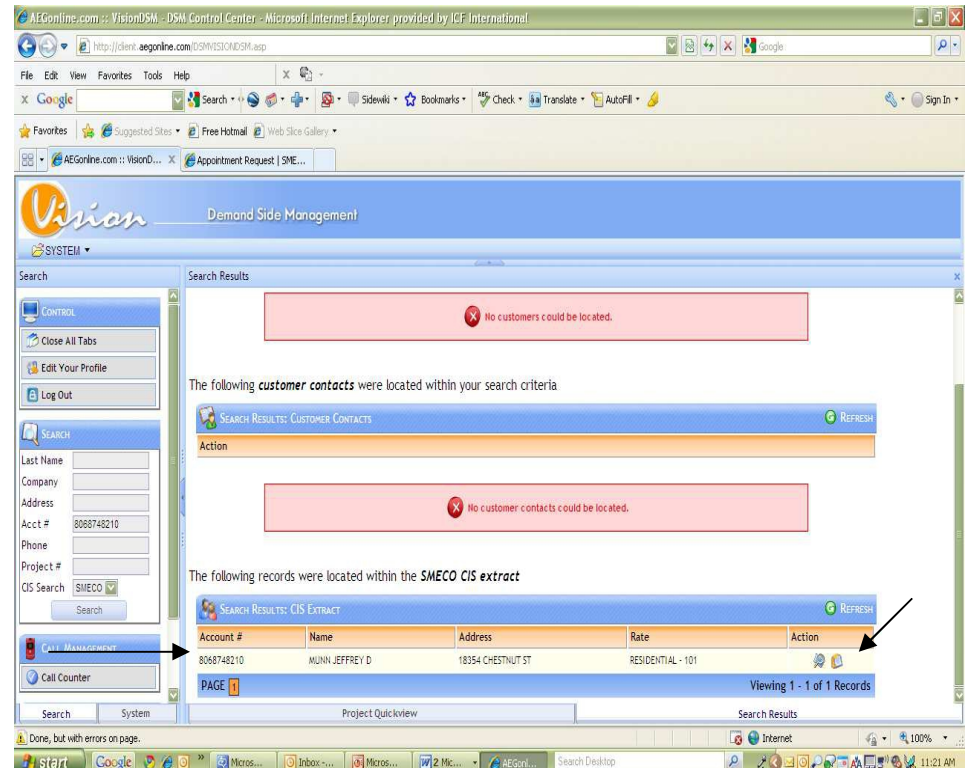 AEGonline.com :: VisionDSM - DSM Control Center - Microsoft Internet Explorer provided by ICF International
http://client.aegonline.com/DSMVISIONDSM.asp
Google
File Edit View Favorites Tools Help
x Google
Search
Sidewiki
Bookmarks
Check
Translate
AutoFill
Sign In
Favorites
Suggested Sites
Free Hotmail
Web Slice Gallery
AEGonline.com :: VisionD... X
Appointment Request | SME...
Vision
Demand Side Management
SYSTEM
Search
Search Results x
CONTROL
Close All Tabs
Edit Your Profile
Log Out
SEARCH
Last Name
Company
Address
Acct # 8068748210
Phone
Project #
CIS Search SMECO
Search
CALL MANAGEMENT
Call Counter
Search System
No customers could be located.
The following customer contacts were located within your search criteria
SEARCH RESULTS: CUSTOMER CONTACTS REFRESH
Action
No customer contacts could be located.
The following records were located within the SMECO CIS extract
SEARCH RESULTS: CIS EXTRACT REFRESH
Account # Name Address Rate Action
8068748210 MUNN JEFFREY D 18354 CHESTNUT ST RESIDENTIAL - 101
PAGE 1 Viewing 1 - 1 of 1 Records
Project Quickview Search Results
Done, but with errors on page. Internet 100%
start Google » Micros... Inbox -... Micros... 2 Mic... AEGonl... Search Desktop 11:21 AM